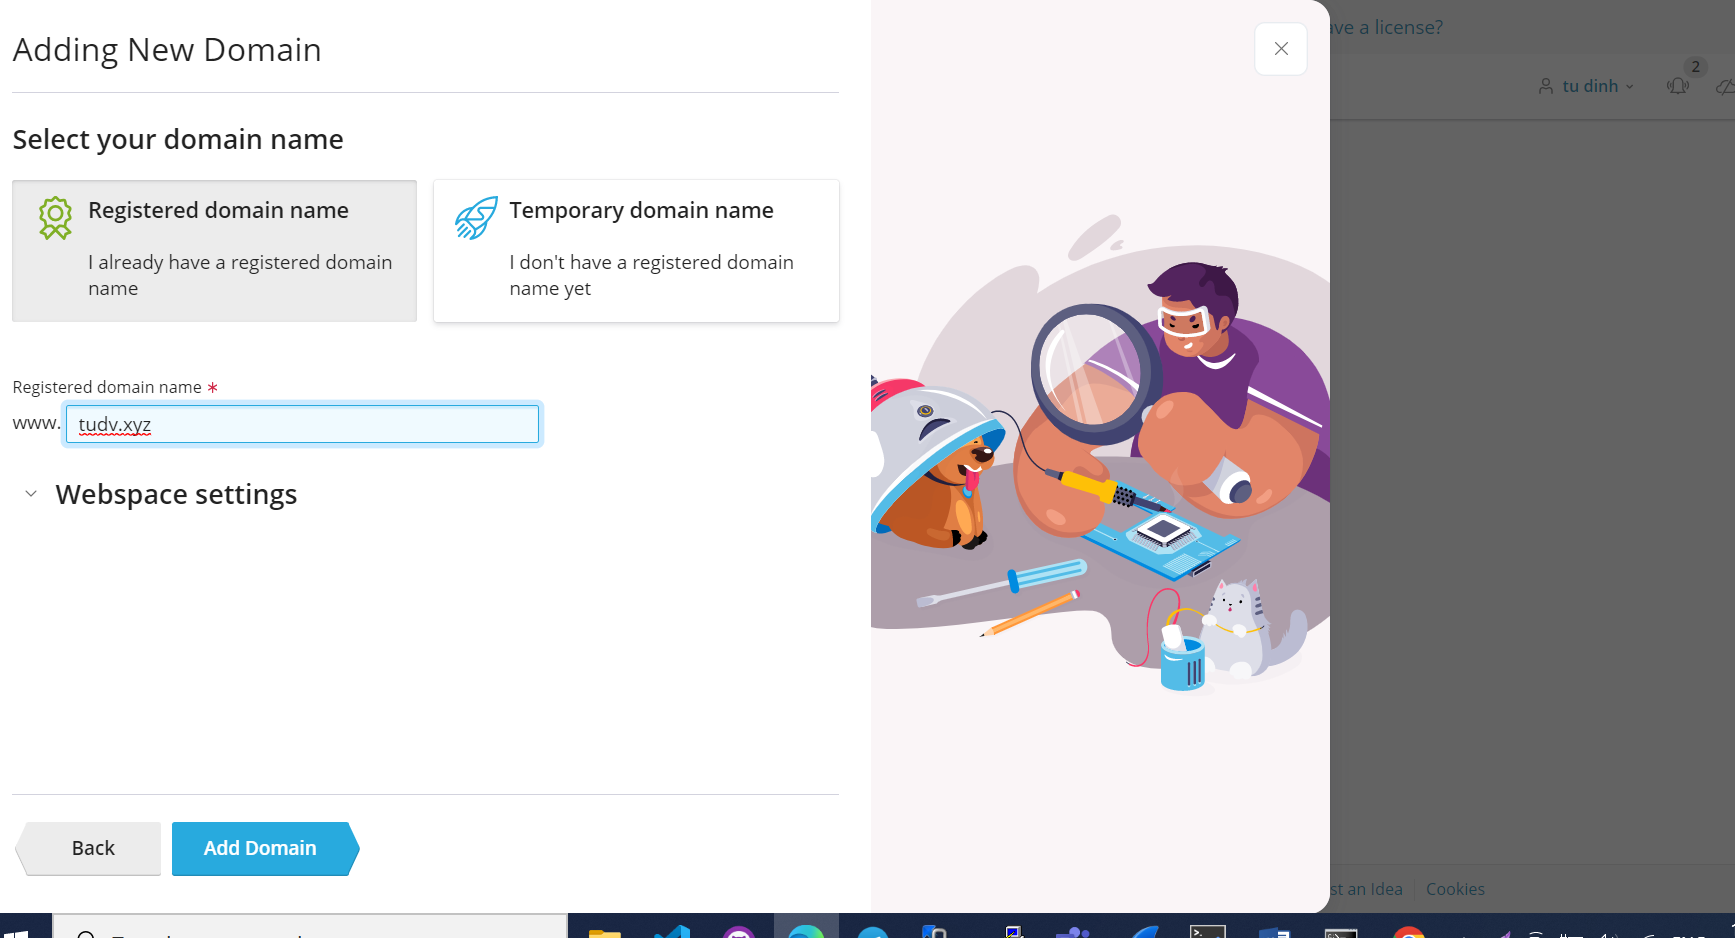 Adding New Domain
ave a license?
2
tu dinh
Select your domain name
Registered domain name
I already have a registered domain
name
Temporary domain name
I don't have a registered domain
name yet
Registered domain name *
www. tudv.xyz
Webspace settings
Back
Add Domain
st an Idea
Cookies